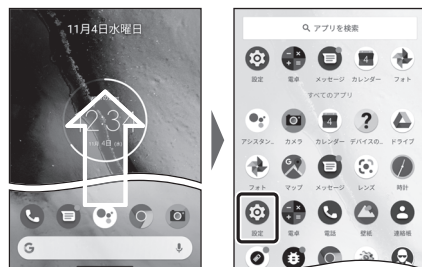 11月4日水曜日
23
11月 4日 (水)
G
アプリを検索
設定 電卓 メッセージ カレンダー フォト
すべてのアプリ
アシスタン... カメラ カレンダー デバイスの... ドライブ
フォト マップ メッセージ レンズ 時計
設定 電卓 電話 壁紙 連絡帳